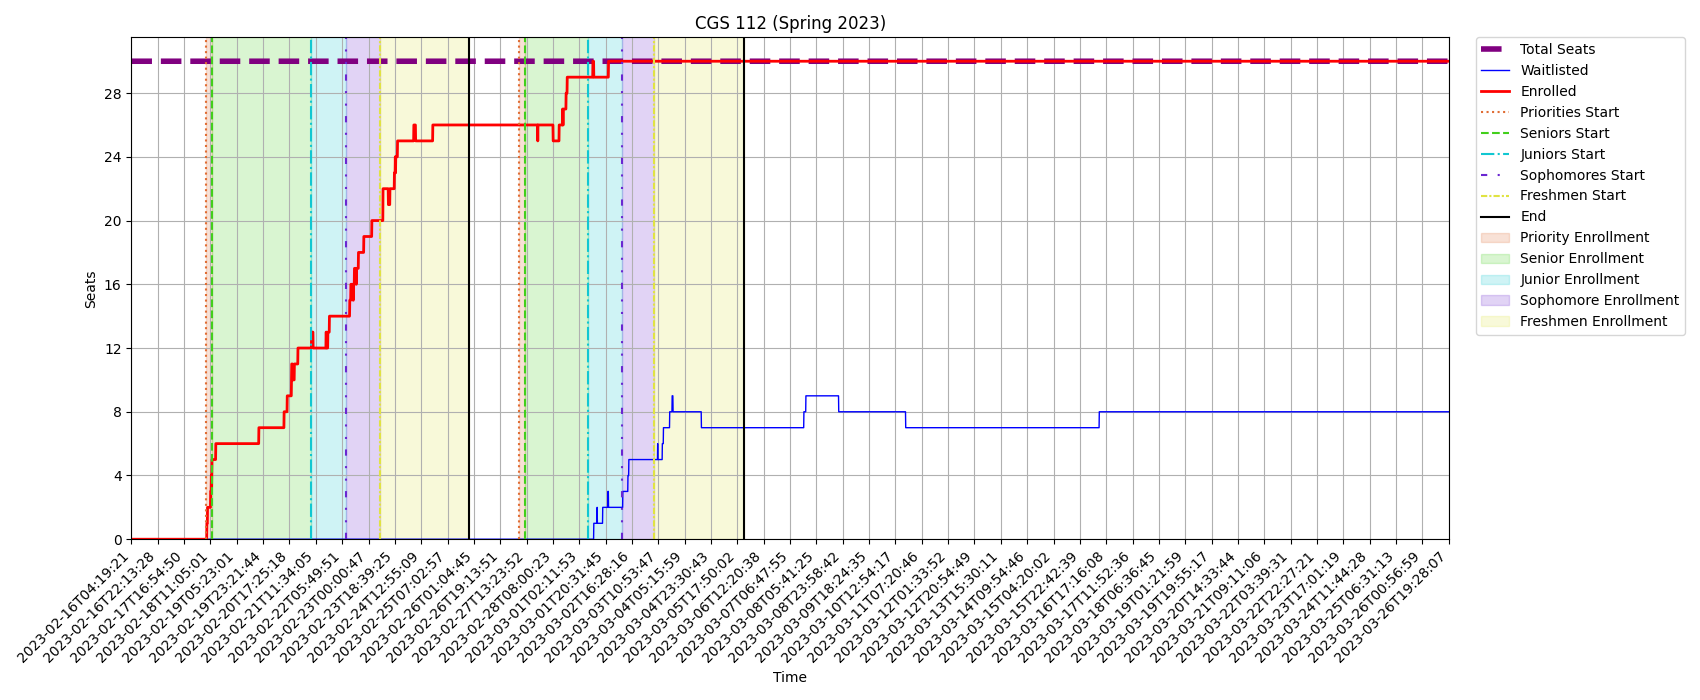 CGS 112 (Spring 2023)
Total Seats
Waitlisted
Enrolled
Priorities Start
Seniors Start
Juniors Start
Sophomores Start
Freshmen Start
End
Priority Enrollment
Senior Enrollment
Junior Enrollment
Sophomore Enrollment
Freshmen Enrollment
Seats
28
24
20
16
12
8
4
0
2023-02-16T04:19:21
2023-02-16T22:13:28
2023-02-17T16:54:50
2023-02-18T11:05:01
2023-02-19T05:23:01
2023-02-19T23:21:44
2023-02-20T17:25:18
2023-02-21T11:34:05
2023-02-22T05:49:51
2023-02-23T00:00:47
2023-02-23T18:39:25
2023-02-24T12:55:09
2023-02-25T07:02:57
2023-02-26T01:04:45
2023-02-26T19:13:51
2023-02-27T13:23:52
2023-02-28T08:00:23
2023-03-01T02:11:53
2023-03-01T20:31:45
2023-03-02T16:28:16
2023-03-03T10:53:47
2023-03-04T05:15:59
2023-03-04T23:30:43
2023-03-05T17:50:02
2023-03-06T12:20:38
2023-03-07T06:47:55
2023-03-08T05:41:25
2023-03-08T23:58:42
2023-03-09T18:24:35
2023-03-10T12:54:17
2023-03-11T07:20:46
2023-03-12T01:33:52
2023-03-12T20:54:49
2023-03-13T15:30:11
2023-03-14T09:54:46
2023-03-15T04:20:02
2023-03-15T22:42:39
2023-03-16T17:16:08
2023-03-17T11:52:36
2023-03-18T06:36:45
2023-03-19T01:21:59
2023-03-19T19:55:17
2023-03-20T14:33:44
2023-03-21T09:11:06
2023-03-22T03:39:31
2023-03-22T22:27:21
2023-03-23T17:01:19
2023-03-24T11:44:28
2023-03-25T06:31:13
2023-03-26T00:56:59
2023-03-26T19:28:07
Time